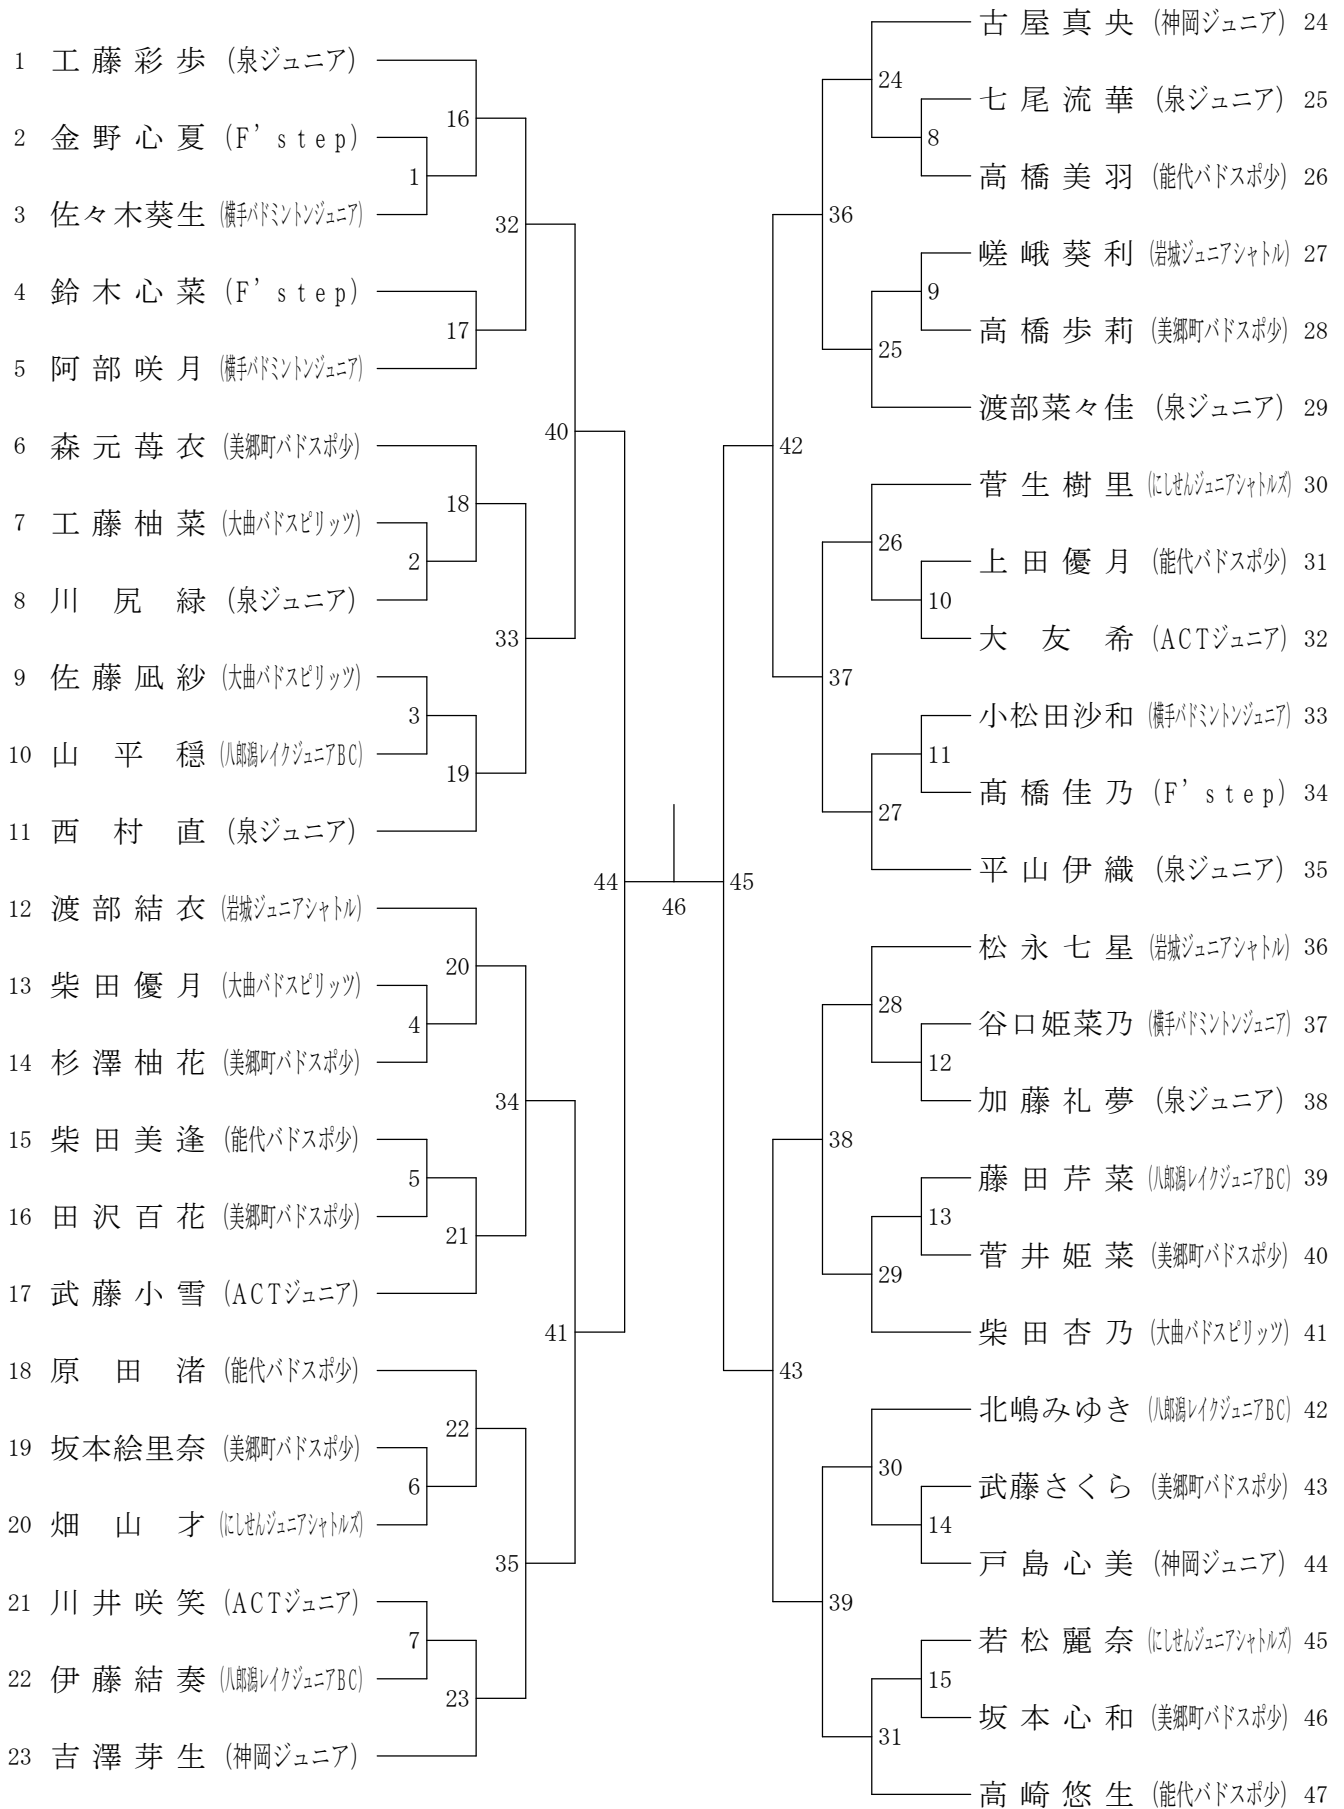 1 工藤彩歩 (泉ジュニア)
2 金野心夏 (F'step)
3 佐々木葵生 (横手バドミントンジュニア)
4 鈴木心菜 (F'step)
5 阿部咲月 (横手バドミントンジュニア)
6 森元苺衣 (美郷町バドスポ少)
7 工藤柚菜 (大曲バドスピリッツ)
8 川尻緑 (泉ジュニア)
9 佐藤凪紗 (大曲バドスピリッツ)
10 山平穏 (八郎潟レイクジュニアBC)
11 西村直 (泉ジュニア)
12 渡部結衣 (岩城ジュニアシャトル)
13 柴田優月 (大曲バドスピリッツ)
14 杉澤柚花 (美郷町バドスポ少)
15 柴田美逢 (能代バドスポ少)
16 田沢百花 (美郷町バドスポ少)
17 武藤小雪 (ACTジュニア)
18 原田渚 (能代バドスポ少)
19 坂本絵里奈 (美郷町バドスポ少)
20 畑山才 (にしせんジュニアシャトルズ)
21 川井咲笑 (ACTジュニア)
22 伊藤結奏 (八郎潟レイクジュニアBC)
23 吉澤芽生 (神岡ジュニア)
1
2
3
4
5
6
7
16
17
18
19
20
21
22
23
32
33
34
35
40
41
44
46
45
42
43
36
37
38
39
24
25
26
27
28
29
30
31
8
9
10
11
12
13
14
15
古屋真央 (神岡ジュニア) 24
七尾流華 (泉ジュニア) 25
高橋美羽 (能代バドスポ少) 26
嵯峨葵利 (岩城ジュニアシャトル) 27
高橋歩莉 (美郷町バドスポ少) 28
渡部菜々佳 (泉ジュニア) 29
菅生樹里 (にしせんジュニアシャトルズ) 30
上田優月 (能代バドスポ少) 31
大友希 (ACTジュニア) 32
小松田沙和 (横手バドミントンジュニア) 33
髙橋佳乃 (F'step) 34
平山伊織 (泉ジュニア) 35
松永七星 (岩城ジュニアシャトル) 36
谷口姫菜乃 (横手バドミントンジュニア) 37
加藤礼夢 (泉ジュニア) 38
藤田芹菜 (八郎潟レイクジュニアBC) 39
菅井姫菜 (美郷町バドスポ少) 40
柴田杏乃 (大曲バドスピリッツ) 41
北嶋みゆき (八郎潟レイクジュニアBC) 42
武藤さくら (美郷町バドスポ少) 43
戸島心美 (神岡ジュニア) 44
若松麗奈 (にしせんジュニアシャトルズ) 45
坂本心和 (美郷町バドスポ少) 46
高崎悠生 (能代バドスポ少) 47